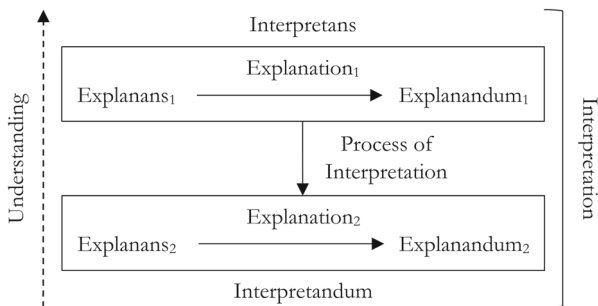 Interpretans
Explanation₁
Explanans₁ Explanandum₁
Process of
Interpretation
Explanation₂
Explanans₂ Explanandum₂
Interpretandum
Understanding
Interpretation